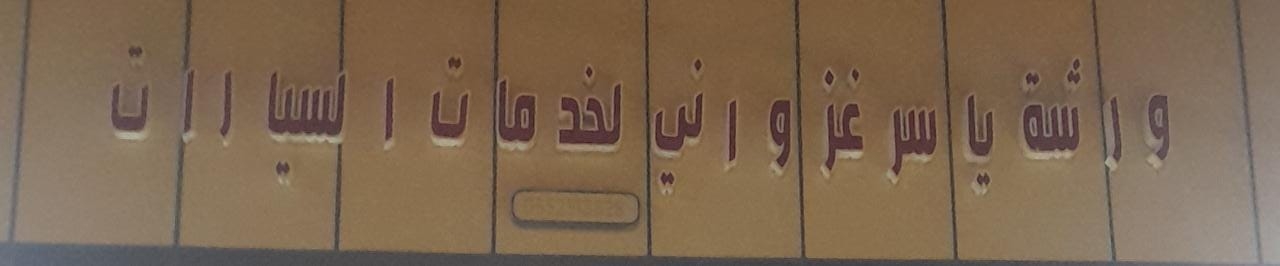 ورشة ياسر غزواني لخدمات السيارات